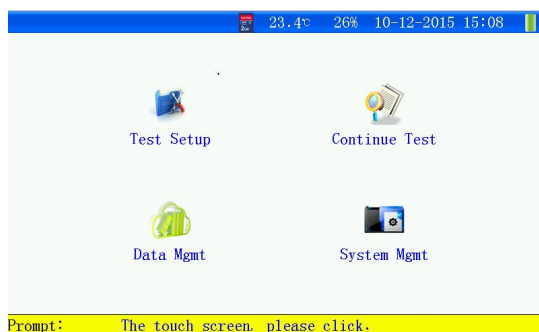 23.4℃ 26% 10-12-2015 15:08
Test Setup
Continue Test
Data Mgmt
System Mgmt
Prompt: The touch screen, please click.